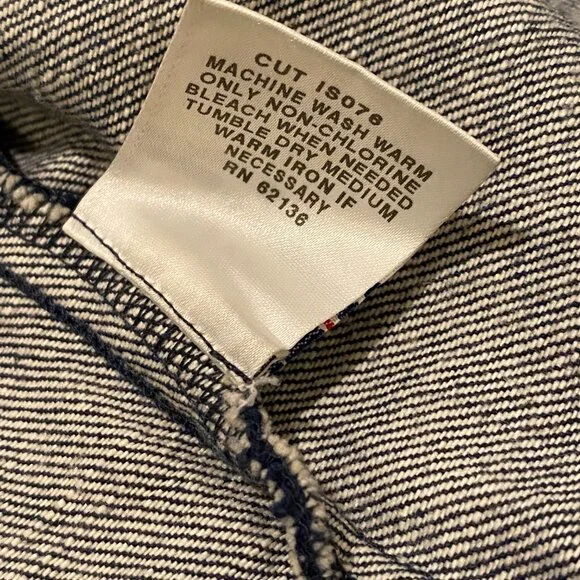 CUT IS076
MACHINE WASH WARM
ONLY NON-CHLORINE
BLEACH WHEN NEEDED
TUMBLE DRY MEDIUM
WARM IRON IF
NECESSARY
RN 62136